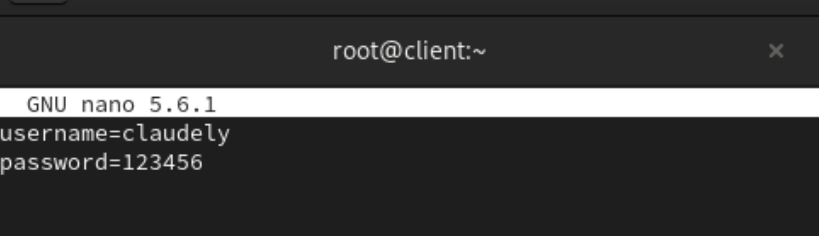 root@client:~
GNU nano 5.6.1
username=claudely
password=123456